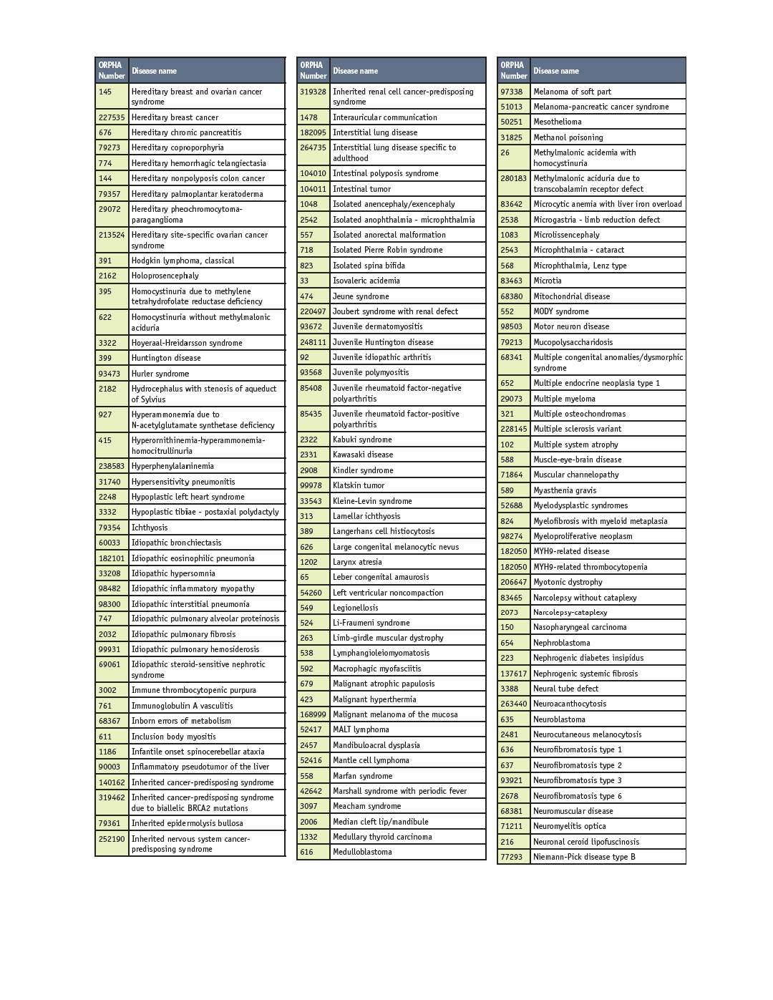 ORPHA
Number Disease name
145 Hereditary breast and ovarian cancer
syndrome
227535 Hereditary breast cancer
676 Hereditary chronic pancreatitis
79273 Hereditary coproporphyria
774 Hereditary hemorrhagic telangiectasia
144 Hereditary nonpolyposis colon cancer
79357 Hereditary palmoplantar keratoderma
29072 Hereditary pheochromocytoma-
paraganglioma
213524 Hereditary site-specific ovarian cancer
syndrome
391 Hodgkin lymphoma, classical
2162 Holoprosencephaly
395 Homocystinuria due to methylene
tetrahydrofolate reductase deficiency
622 Homocystinuria without methylmalonic
aciduria
3322 Hoyeraal-Hreidarsson syndrome
399 Huntington disease
93473 Hurler syndrome
2182 Hydrocephalus with stenosis of aqueduct
of Sylvius
927 Hyperammonemia due to
N-acetylglutamate synthetase deficiency
415 Hyperornithinemia-hyperammonemia-
homocitrullinuria
238583 Hyperphenylalaninemia
31740 Hypersensitivity pneumonitis
2248 Hypoplastic left heart syndrome
3332 Hypoplastic tibiae - postaxial polydactyly
79354 Ichthyosis
60033 Idiopathic bronchiectasis
182101 Idiopathic eosinophilic pneumonia
33208 Idiopathic hypersomnia
98482 Idiopathic inflammatory myopathy
98300 Idiopathic interstitial pneumonia
747 Idiopathic pulmonary alveolar proteinosis
2032 Idiopathic pulmonary fibrosis
99931 Idiopathic pulmonary hemosiderosis
69061 Idiopathic steroid-sensitive nephrotic
syndrome
3002 Immune thrombocytopenic purpura
761 Immunoglobulin A vasculitis
68367 Inborn errors of metabolism
611 Inclusion body myositis
1186 Infantile onset spinocerebellar ataxia
90003 Inflammatory pseudotumor of the liver
140162 Inherited cancer-predisposing syndrome
319462 Inherited cancer-predisposing syndrome
due to biallelic BRCA2 mutations
79361 Inherited epidermolysis bullosa
252190 Inherited nervous system cancer-
predisposing syndrome
ORPHA
Number Disease name
319328 Inherited renal cell cancer-predisposing
syndrome
1478 Interauricular communication
182095 Interstitial lung disease
264735 Interstitial lung disease specific to
adulthood
104010 Intestinal polyposis syndrome
104011 Intestinal tumor
1048 Isolated anencephaly/exencephaly
2542 Isolated anophthalmia - microphthalmia
557 Isolated anorectal malformation
718 Isolated Pierre Robin syndrome
823 Isolated spina bifida
33 Isovaleric acidemia
474 Jeune syndrome
220497 Joubert syndrome with renal defect
93672 Juvenile dermatomyositis
248111 Juvenile Huntington disease
92 Juvenile idiopathic arthritis
93568 Juvenile polymyositis
85408 Juvenile rheumatoid factor-negative
polyarthritis
85435 Juvenile rheumatoid factor-positive
polyarthritis
2322 Kabuki syndrome
2331 Kawasaki disease
2908 Kindler syndrome
99978 Klatskin tumor
33543 Kleine-Levin syndrome
313 Lamellar ichthyosis
389 Langerhans cell histiocytosis
626 Large congenital melanocytic nevus
1202 Larynx atresia
65 Leber congenital amaurosis
54260 Left ventricular noncompaction
549 Legionellosis
524 Li-Fraumeni syndrome
263 Limb-girdle muscular dystrophy
538 Lymphangioleiomyomatosis
592 Macrophagic myofasciitis
679 Malignant atrophic papulosis
423 Malignant hyperthermia
168999 Malignant melanoma of the mucosa
52417 MALT lymphoma
2457 Mandibuloacral dysplasia
52416 Mantle cell lymphoma
558 Marfan syndrome
42642 Marshall syndrome with periodic fever
3097 Meacham syndrome
2006 Median cleft lip/mandibule
1332 Medullary thyroid carcinoma
616 Medulloblastoma
ORPHA
Number Disease name
97338 Melanoma of soft part
51013 Melanoma-pancreatic cancer syndrome
50251 Mesothelioma
31825 Methanol poisoning
26 Methylmalonic acidemia with
homocystinuria
280183 Methylmalonic aciduria due to
transcobalamin receptor defect
83642 Microcytic anemia with liver iron overload
2538 Microgastria - limb reduction defect
1083 Microlissencephaly
2543 Microphthalmia - cataract
568 Microphthalmia, Lenz type
83463 Microtia
68380 Mitochondrial disease
552 MODY syndrome
98503 Motor neuron disease
79213 Mucopolysaccharidosis
68341 Multiple congenital anomalies/dysmorphic
syndrome
652 Multiple endocrine neoplasia type 1
29073 Multiple myeloma
321 Multiple osteochondromas
228145 Multiple sclerosis variant
102 Multiple system atrophy
588 Muscle-eye-brain disease
71864 Muscular channelopathy
589 Myasthenia gravis
52688 Myelodysplastic syndromes
824 Myelofibrosis with myeloid metaplasia
98274 Myeloproliferative neoplasm
182050 MYH9-related disease
182050 MYH9-related thrombocytopenia
206647 Myotonic dystrophy
83465 Narcolepsy without cataplexy
2073 Narcolepsy-cataplexy
150 Nasopharyngeal carcinoma
654 Nephroblastoma
223 Nephrogenic diabetes insipidus
137617 Nephrogenic systemic fibrosis
3388 Neural tube defect
263440 Neuroacanthocytosis
635 Neuroblastoma
2481 Neurocutaneous melanocytosis
636 Neurofibromatosis type 1
637 Neurofibromatosis type 2
93921 Neurofibromatosis type 3
2678 Neurofibromatosis type 6
68381 Neuromuscular disease
71211 Neuromyelitis optica
216 Neuronal ceroid lipofuscinosis
77293 Niemann-Pick disease type B